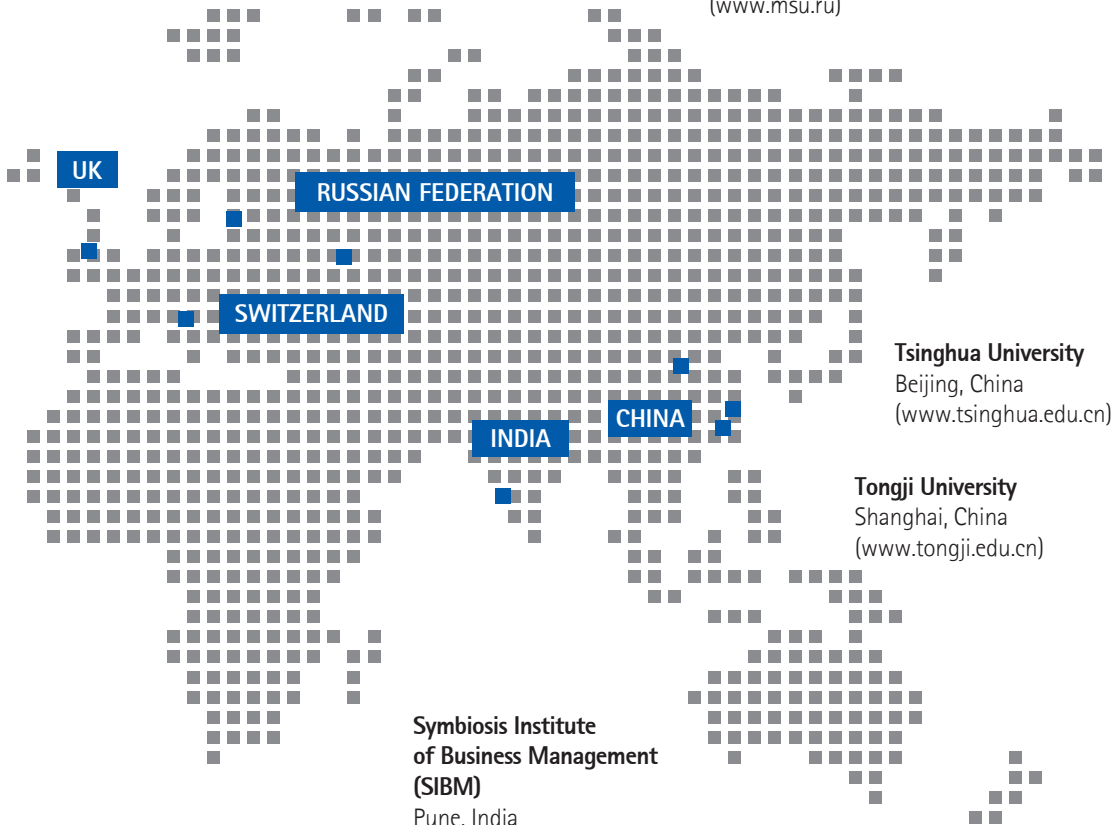 (www.msu.ru)
UK
RUSSIAN FEDERATION
SWITZERLAND
Tsinghua University
Beijing, China
(www.tsinghua.edu.cn)
CHINA
INDIA
Tongji University
Shanghai, China
(www.tongji.edu.cn)
Symbiosis Institute
of Business Management
(SIBM)
Pune, India